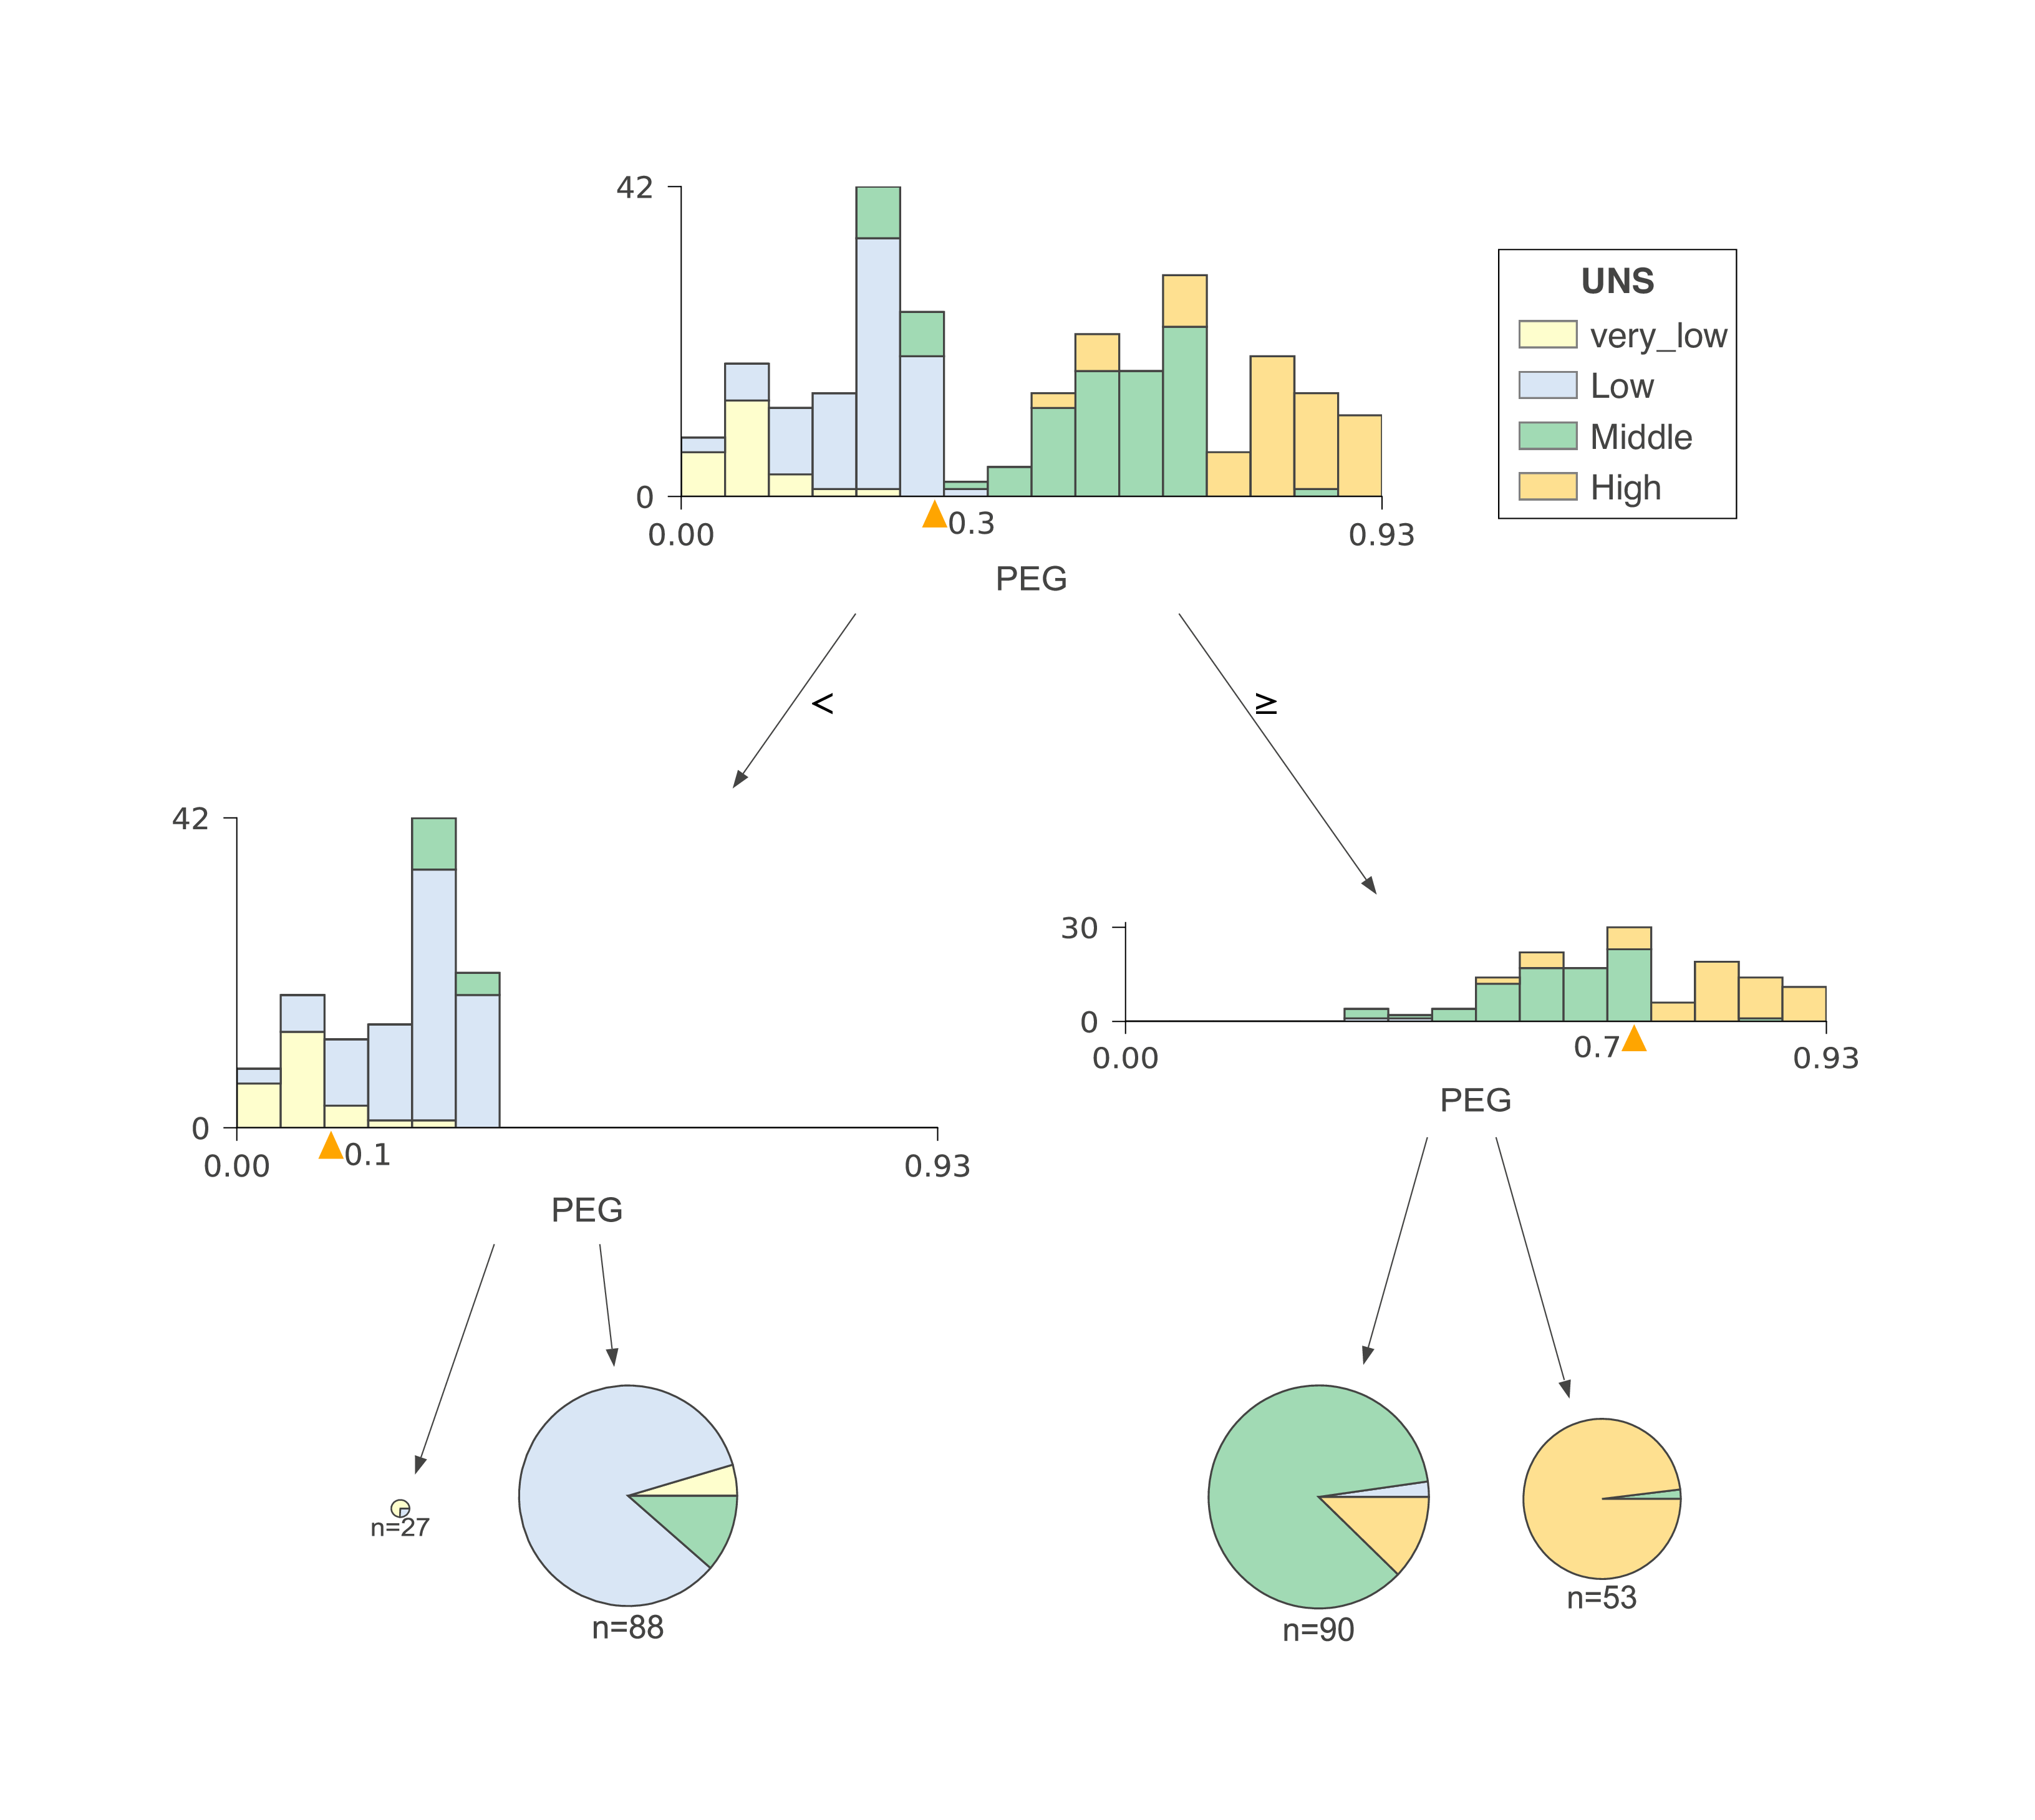 42
0
0.00
0.3
0.93
PEG
UNS
very_low
Low
Middle
High
<
≥
42
0
0.00
0.1
0.93
PEG
30
0
0.00
0.7
0.93
PEG
n=27
n=88
n=90
n=53